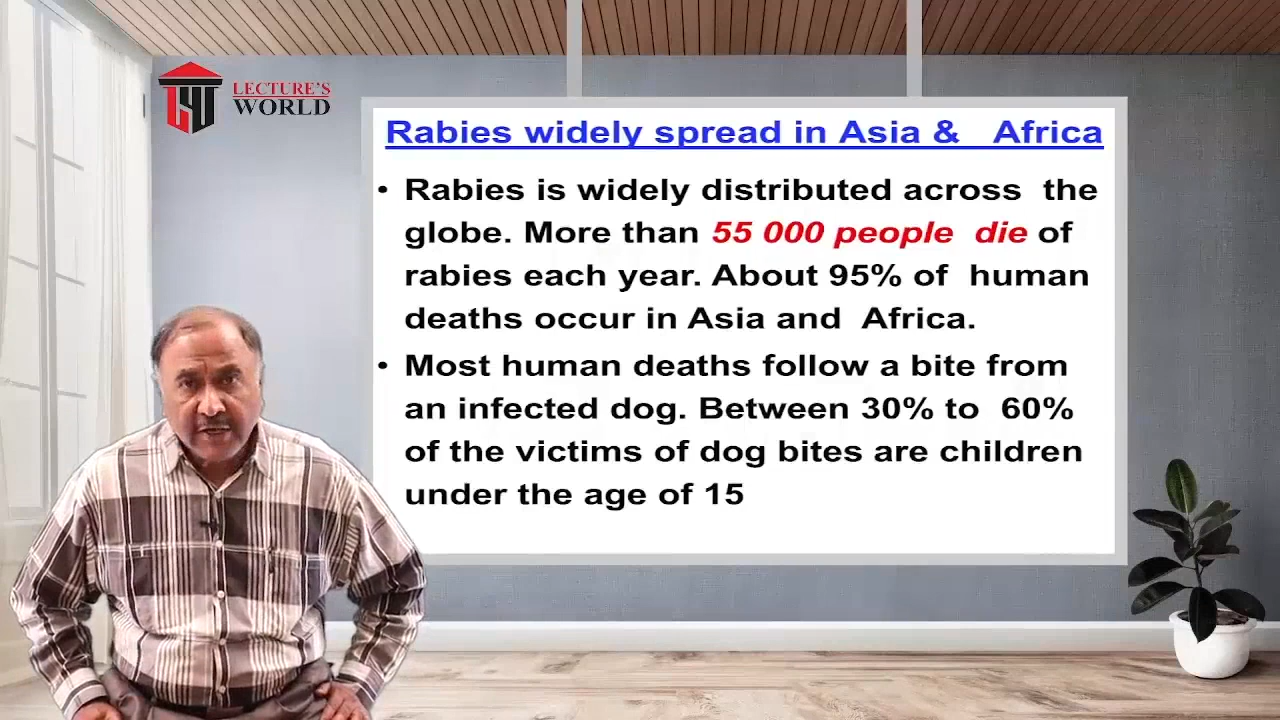 LECTURE'S
WORLD
Rabies widely spread in Asia & Africa
• Rabies is widely distributed across the
globe. More than 55 000 people die of
rabies each year. About 95% of human
deaths occur in Asia and Africa.
• Most human deaths follow a bite from
an infected dog. Between 30% to 60%
of the victims of dog bites are children
under the age of 15